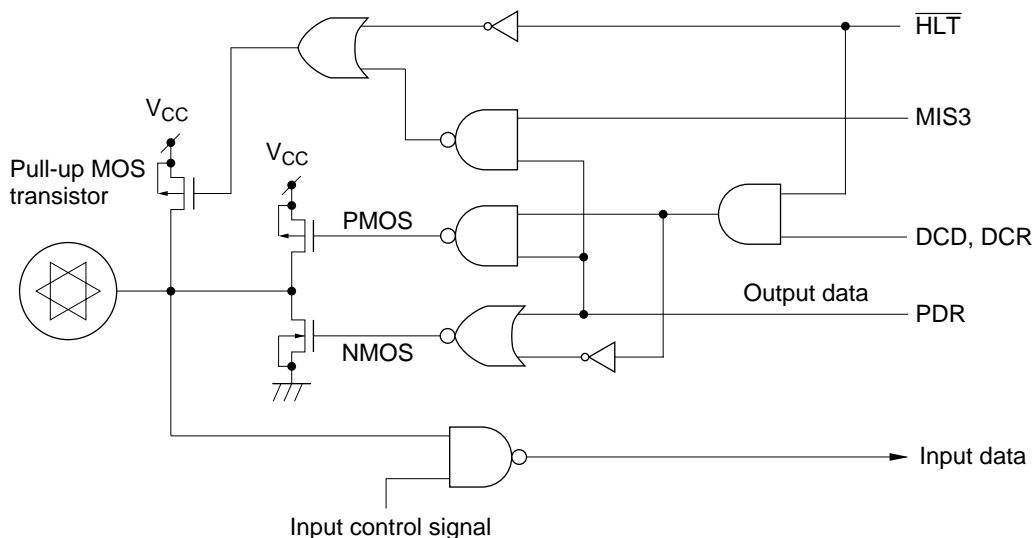 HLT
MIS3
VCC
Pull-up MOS
transistor
VCC
PMOS
DCD, DCR
Output data
PDR
NMOS
Input data
Input control signal